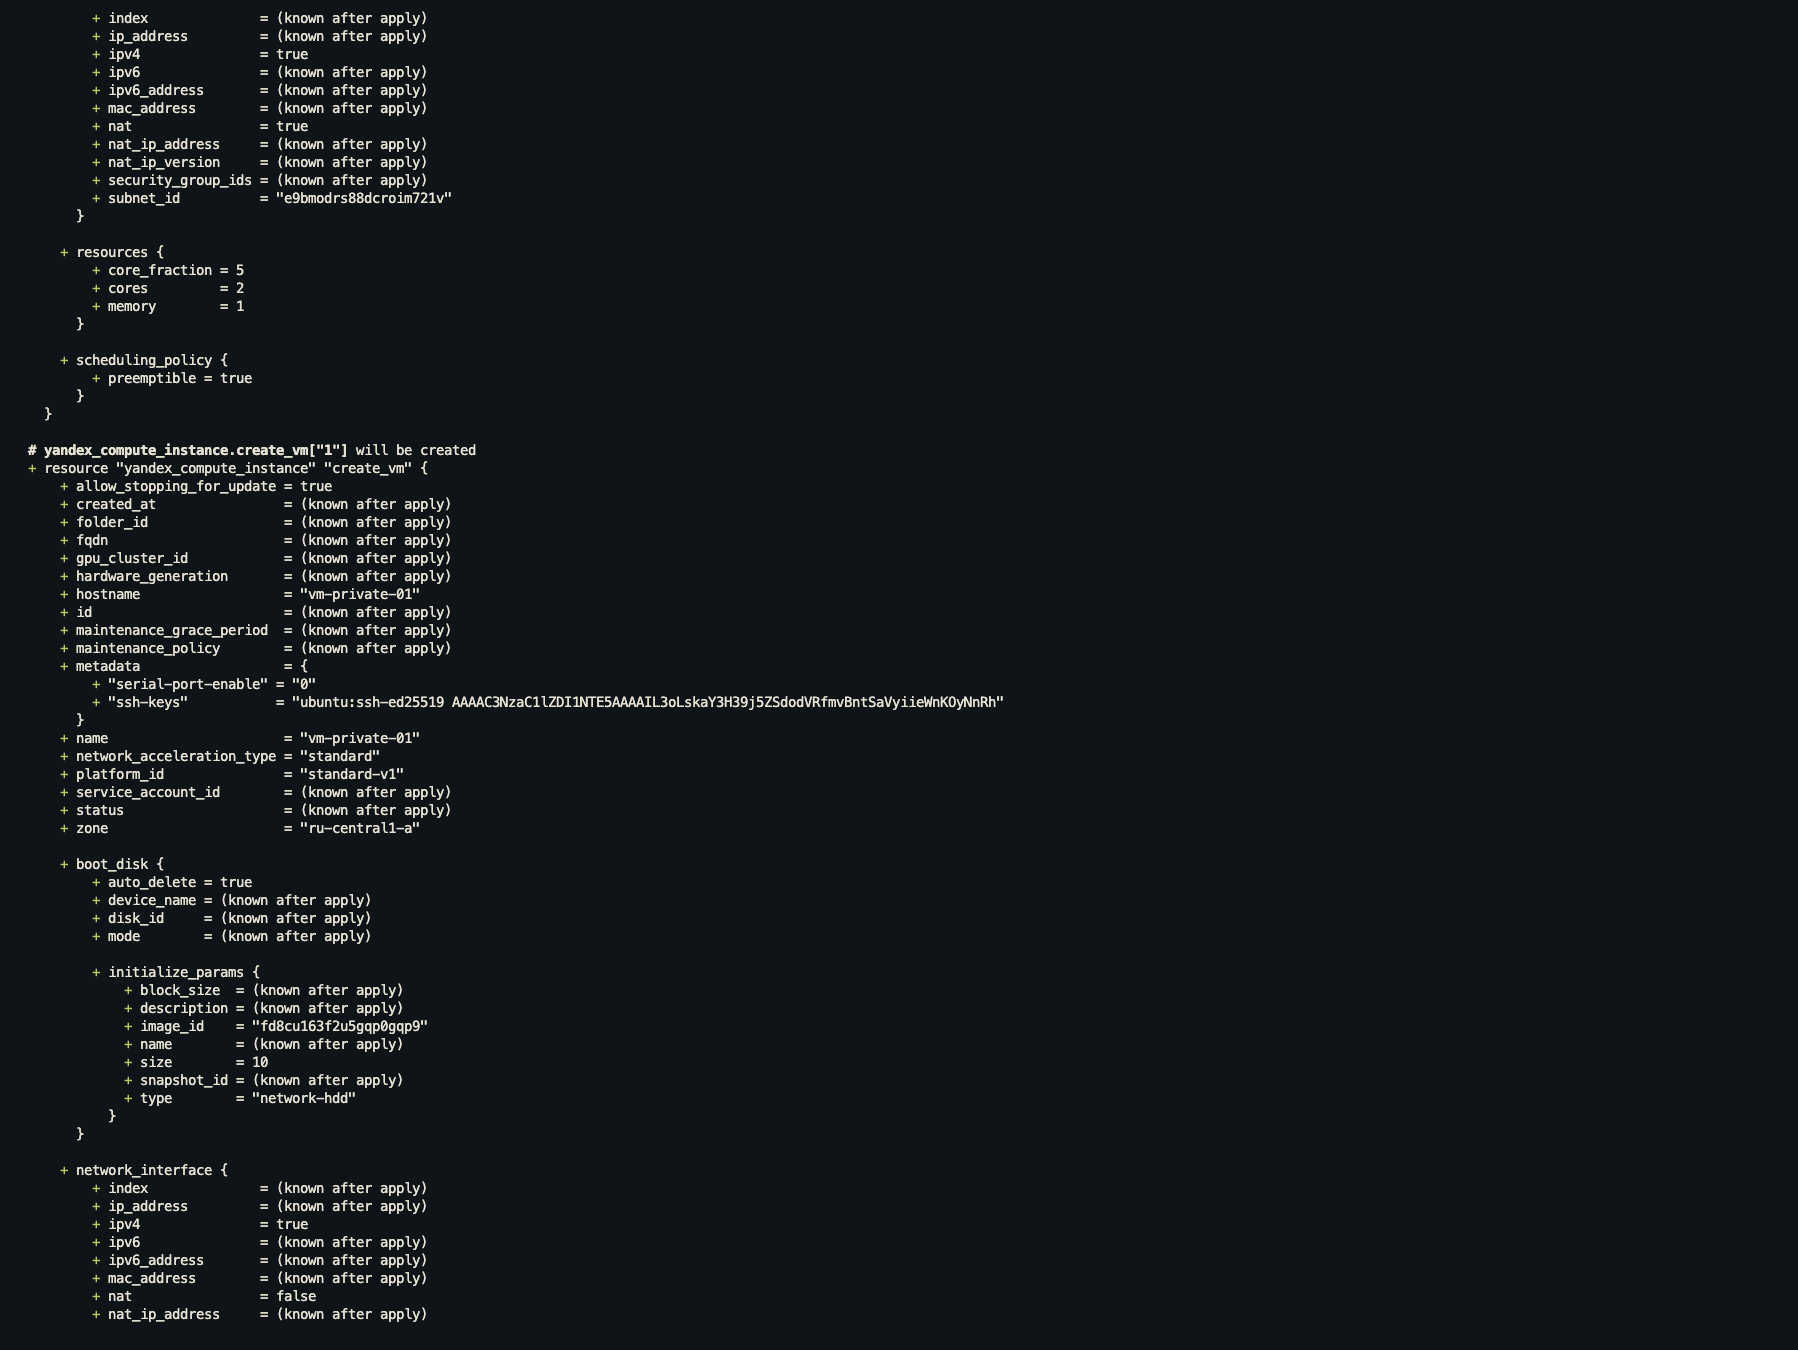 + index              = (known after apply)
+ ip_address         = (known after apply)
+ ipv4               = true
+ ipv6               = (known after apply)
+ ipv6_address       = (known after apply)
+ mac_address        = (known after apply)
+ nat                = true
+ nat_ip_address     = (known after apply)
+ nat_ip_version     = (known after apply)
+ security_group_ids = (known after apply)
+ subnet_id          = "e9bmodrs88dcroim721v"
}
+ resources {
+ core_fraction = 5
+ cores         = 2
+ memory        = 1
}
+ scheduling_policy {
+ preemptible = true
}
}
# yandex_compute_instance.create_vm["1"] will be created
+ resource "yandex_compute_instance" "create_vm" {
+ allow_stopping_for_update = true
+ created_at                = (known after apply)
+ folder_id                 = (known after apply)
+ fqdn                      = (known after apply)
+ gpu_cluster_id            = (known after apply)
+ hardware_generation       = (known after apply)
+ hostname                  = "vm-private-01"
+ id                        = (known after apply)
+ maintenance_grace_period  = (known after apply)
+ maintenance_policy        = (known after apply)
+ metadata                  = {
+ "serial-port-enable" = "0"
+ "ssh-keys"           = "ubuntu:ssh-ed25519 AAAAC3NzaC1lZDI1NTE5AAAAIL3oLskaY3H39j5ZSdodVRfmvBntSaVyiieWnKOyNnRh"
}
+ name                      = "vm-private-01"
+ network_acceleration_type = "standard"
+ platform_id               = "standard-v1"
+ service_account_id        = (known after apply)
+ status                    = (known after apply)
+ zone                      = "ru-central1-a"
+ boot_disk {
+ auto_delete = true
+ device_name = (known after apply)
+ disk_id     = (known after apply)
+ mode        = (known after apply)
+ initialize_params {
+ block_size  = (known after apply)
+ description = (known after apply)
+ image_id    = "fd8cu163f2u5gqp0gqp9"
+ name        = (known after apply)
+ size        = 10
+ snapshot_id = (known after apply)
+ type        = "network-hdd"
}
}
+ network_interface {
+ index              = (known after apply)
+ ip_address         = (known after apply)
+ ipv4               = true
+ ipv6               = (known after apply)
+ ipv6_address       = (known after apply)
+ mac_address        = (known after apply)
+ nat                = false
+ nat_ip_address     = (known after apply)